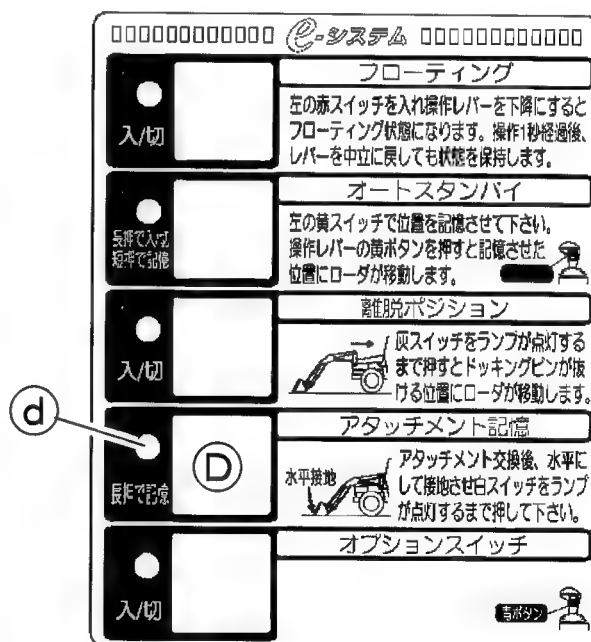 e-システム
フローティング
入/切
左の赤スイッチを入れ操作レバーを下降にすると
フローティング状態になります。操作1秒経過後、
レバーを中立に戻しても状態を保持します。
オートスタンバイ
長押で入/切
短押で記憶
左の黄スイッチで位置を記憶させて下さい。
操作レバーの黄ボタンを押すと記憶させた
位置にローダが移動します。
離脱ポジション
入/切
灰スイッチをランプが点灯する
まで押すとドッキングピンが抜
ける位置にローダが移動します。
d
アタッチメント記憶
D
長押で記憶
水平接地
アタッチメント交換後、水平に
して接地させ白スイッチをランプ
が点灯するまで押して下さい。
オプションスイッチ
入/切
青ボタン